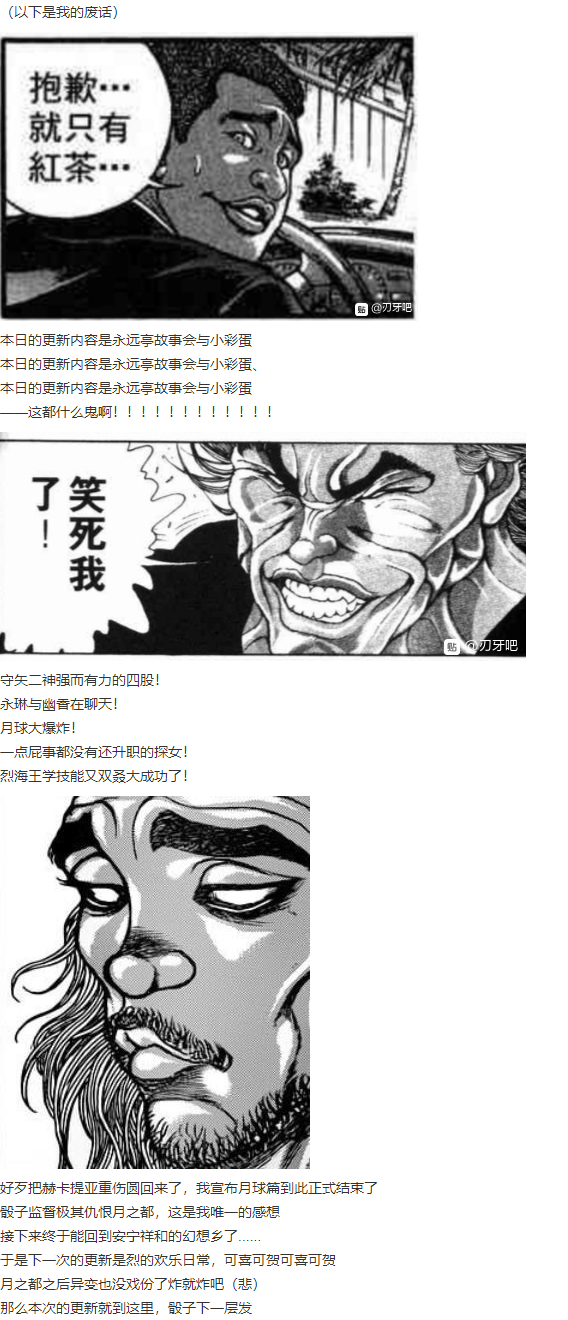 （以下是我的废话）
抱歉…
就只有
紅茶…
贴 @刃牙吧
本日的更新内容是永远亭故事会与小彩蛋
本日的更新内容是永远亭故事会与小彩蛋、
本日的更新内容是永远亭故事会与小彩蛋
——这都什么鬼啊！！！！！！！！！！！！
笑死我
了！
贴 @刃牙吧
守矢二神强而有力的四股！
永琳与幽香在聊天！
月球大爆炸！
一点屁事都没有还升职的探女！
烈海王学技能又双叒大成功了！
好歹把赫卡提亚重伤圆回来了，我宣布月球篇到此正式结束了
骰子监督极其仇恨月之都，这是我唯一的感想
接下来终于能回到安宁祥和的幻想乡了......
于是下一次的更新是烈的欢乐日常，可喜可贺可喜可贺
月之都之后异变也没戏份了炸就炸吧（悲）
那么本次的更新就到这里，骰子下一层发